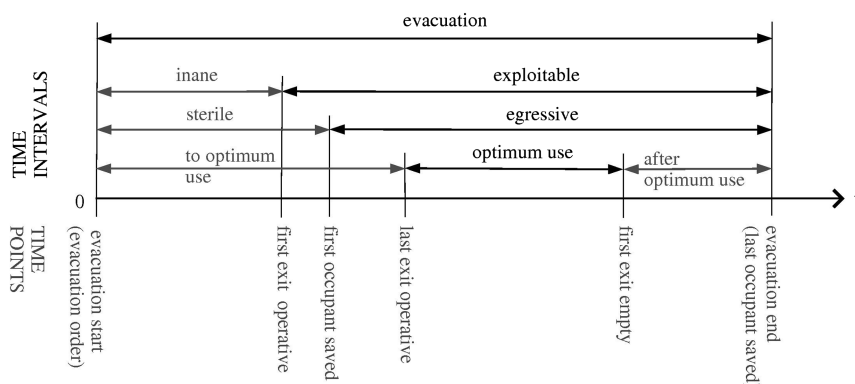 evacuation
inane
exploitable
sterile
egressive
to optimum
use
optimum use
after
optimum use
TIME
INTERVALS
0
TIME
POINTS
evacuation start
(evacuation order)
first exit operative
first occupant saved
last exit operative
first exit empty
evacuation end
(last occupant saved)